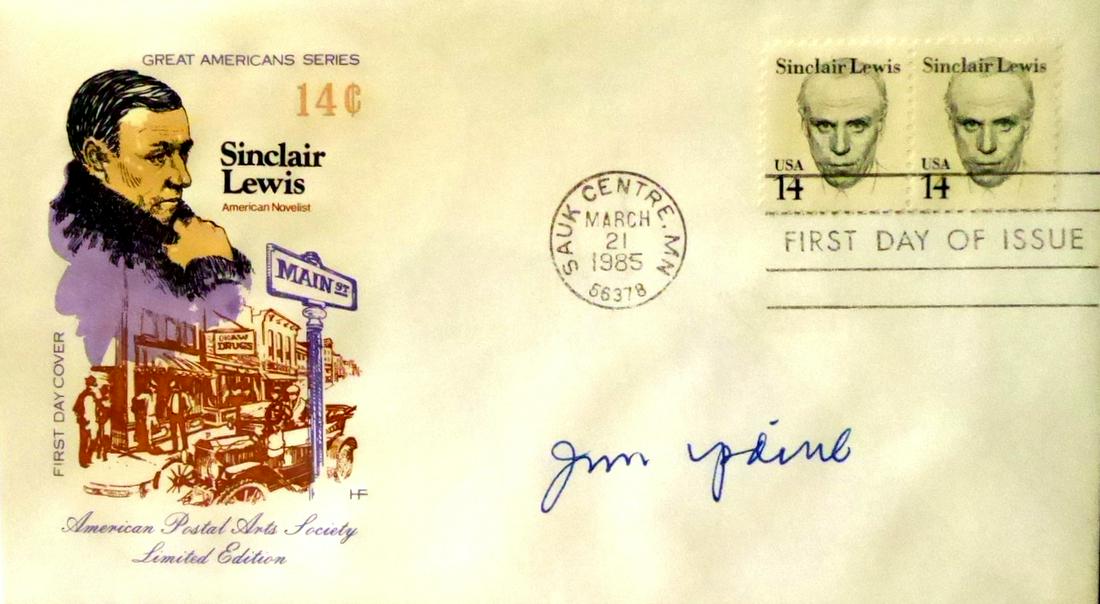 GREAT AMERICANS SERIES
14¢
Sinclair
Lewis
American Novelist
MAIN ST
DRUGS
FIRST DAY COVER
HF
American Postal Arts Society
Limited Edition
SAUK CENTRE, MN
MARCH
21
1985
56378
Sinclair Lewis
USA
14
Sinclair Lewis
USA
14
FIRST DAY OF ISSUE
John Updike